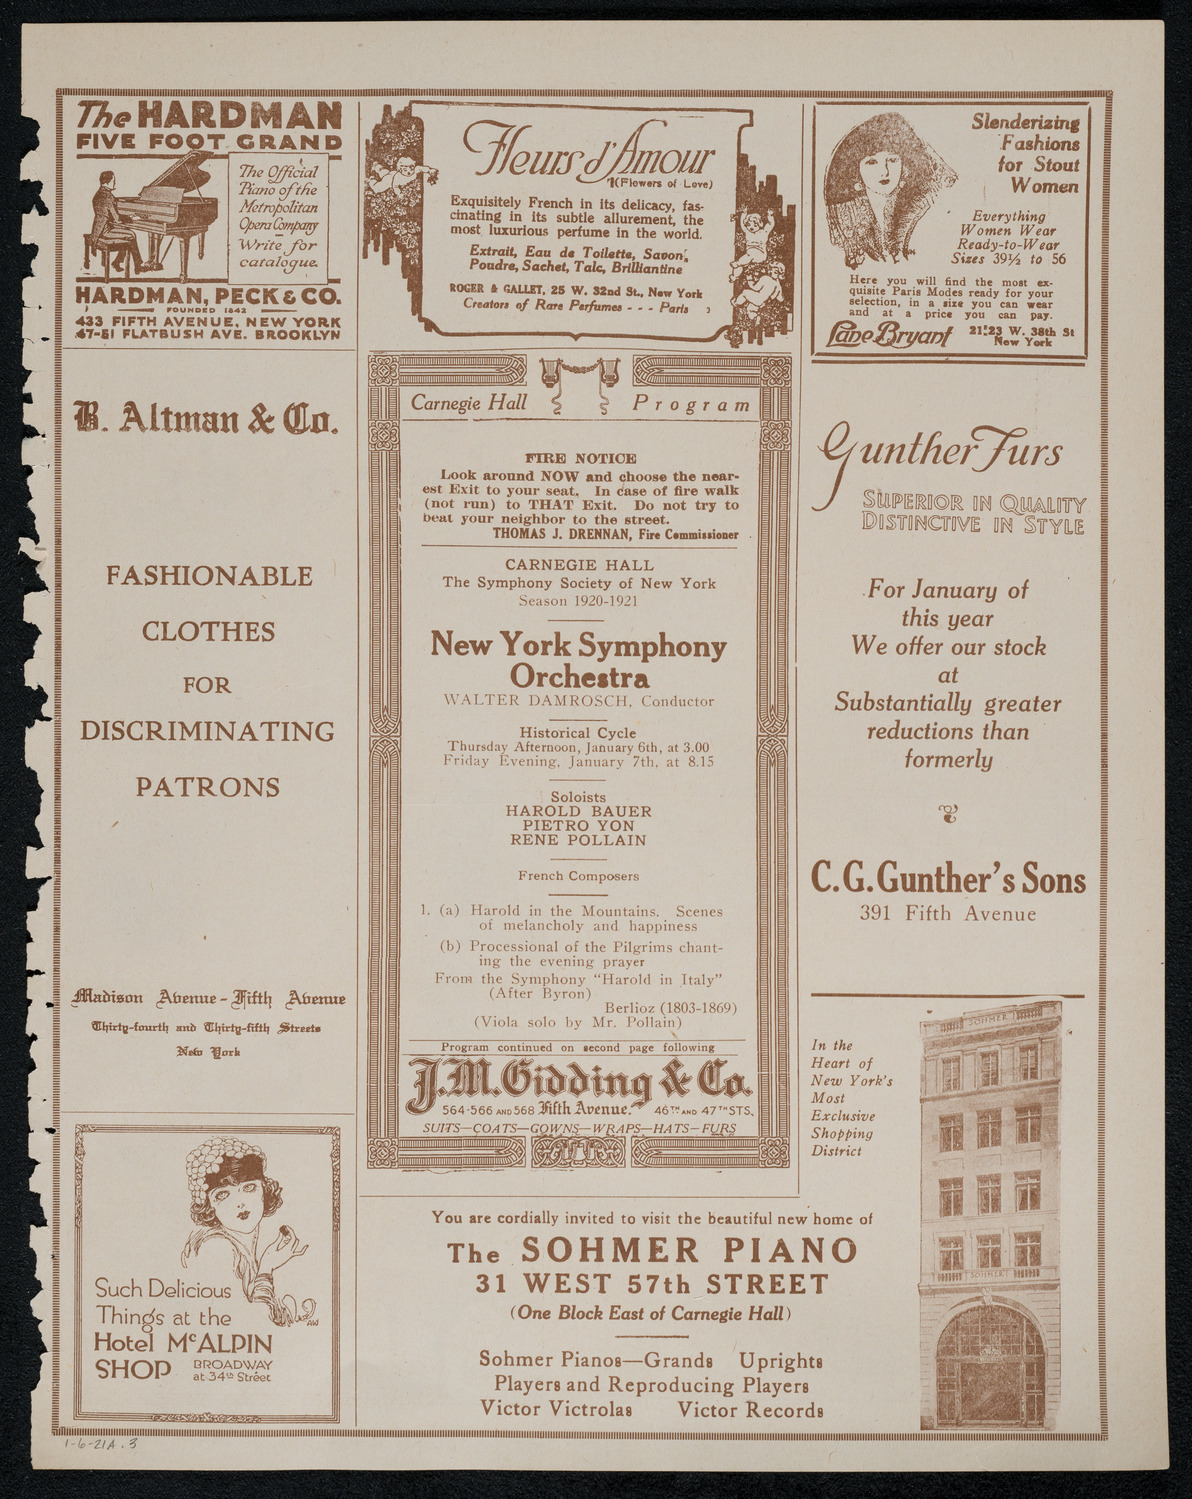 The HARDMAN
FIVE FOOT GRAND
The Official
Piano of the
Metropolitan
Opera Company
Write for
catalogue.
HARDMAN, PECK & CO.
FOUNDED 1842
433 FIFTH AVENUE, NEW YORK
47-51 FLATBUSH AVE. BROOKLYN
B. Altman & Co.
FASHIONABLE
CLOTHES
FOR
DISCRIMINATING
PATRONS
Madison Avenue - Fifth Avenue
Thirty-fourth and Thirty-fifth Streets
New York
Such Delicious
Things at the
Hotel McALPIN
SHOP BROADWAY
at 34th Street
Fleurs d'Amour
(Flowers of Love)
Exquisitely French in its delicacy, fas-
cinating in its subtle allurement, the
most luxurious perfume in the world.
Extrait, Eau de Toilette, Savon,
Poudre, Sachet, Talc, Brilliantine
ROGER & GALLET, 25 W. 32nd St., New York
Creators of Rare Perfumes - - - Paris
Carnegie Hall Program
FIRE NOTICE
Look around NOW and choose the near-
est Exit to your seat. In case of fire walk
(not run) to THAT Exit. Do not try to
beat your neighbor to the street.
THOMAS J. DRENNAN, Fire Commissioner
CARNEGIE HALL
The Symphony Society of New York
Season 1920-1921
New York Symphony
Orchestra
WALTER DAMROSCH, Conductor
Historical Cycle
Thursday Afternoon, January 6th, at 3.00
Friday Evening, January 7th, at 8.15
Soloists
HAROLD BAUER
PIETRO YON
RENE POLLAIN
French Composers
1. (a) Harold in the Mountains. Scenes
of melancholy and happiness
(b) Processional of the Pilgrims chant-
ing the evening prayer
From the Symphony "Harold in Italy"
(After Byron)
Berlioz (1803-1869)
(Viola solo by Mr. Pollain)
Program continued on second page following
J. M. Gidding & Co.
564-566 AND 568 Fifth Avenue. 46TH AND 47TH STS.
SUITS—COATS—GOWNS—WRAPS—HATS—FURS
Slenderizing
Fashions
for Stout
Women
Everything
Women Wear
Ready-to-Wear
Sizes 39½ to 56
Here you will find the most ex-
quisite Paris Modes ready for your
selection, in a size you can wear
and at a price you can pay.
Lane Bryant 21-23 W. 38th St
New York
Gunther Furs
SUPERIOR IN QUALITY
DISTINCTIVE IN STYLE
For January of
this year
We offer our stock
at
Substantially greater
reductions than
formerly
C. G. Gunther's Sons
391 Fifth Avenue
In the
Heart of
New York's
Most
Exclusive
Shopping
District
SOHMER
SOHMER
You are cordially invited to visit the beautiful new home of
The SOHMER PIANO
31 WEST 57th STREET
(One Block East of Carnegie Hall)
Sohmer Pianos—Grands Uprights
Players and Reproducing Players
Victor Victrolas Victor Records
1-6-21A . 3